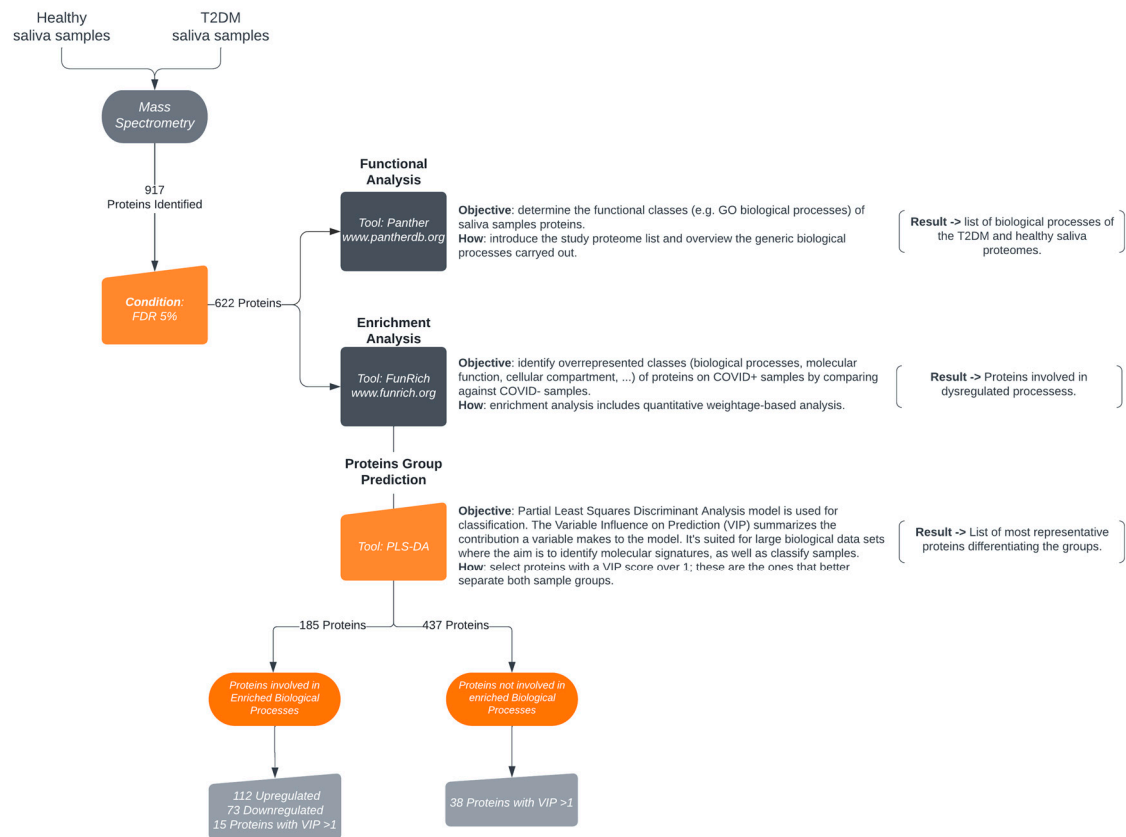 Healthy
saliva samples
T2DM
saliva samples
Mass
Spectrometry
917
Proteins Identified
Condition:
FDR 5%
622 Proteins
Functional
Analysis
Tool: Panther
www.pantherdb.org
Objective: determine the functional classes (e.g. GO biological processes) of
saliva samples proteins.
How: introduce the study proteome list and overview the generic biological
processes carryed out.
Result -> list of biological processes of
the T2DM and healthy saliva
proteomes.
Enrichment
Analysis
Tool: FunRich
www.funrich.org
Objective: identify overrepresented classes (biological processes, molecular
function, cellular compartment, ...) of proteins on COVID+ samples by comparing
against COVID- samples.
How: enrichment analysis includes quantitative weightage-based analysis.
Result -> Proteins involved in
dysregulated processess.
Proteins Group
Prediction
Tool: PLS-DA
Objective: Partial Least Squares Discriminant Analysis model is used for
classification. The Variable Influence on Prediction (VIP) summarizes the
contribution a variable makes to the model. It's suited for large biological data sets
where the aim is to identify molecular signatures, as well as classify samples.
How: select proteins with a VIP score over 1; these are the ones that better
separate both sample groups.
Result -> List of most representative
proteins differentiating the groups.
185 Proteins
437 Proteins
Proteins involved in
Enriched Biological
Processes
Proteins not involved in
enriched Biological
Processes
112 Upregulated
73 Downregulated
15 Proteins with VIP >1
38 Proteins with VIP >1